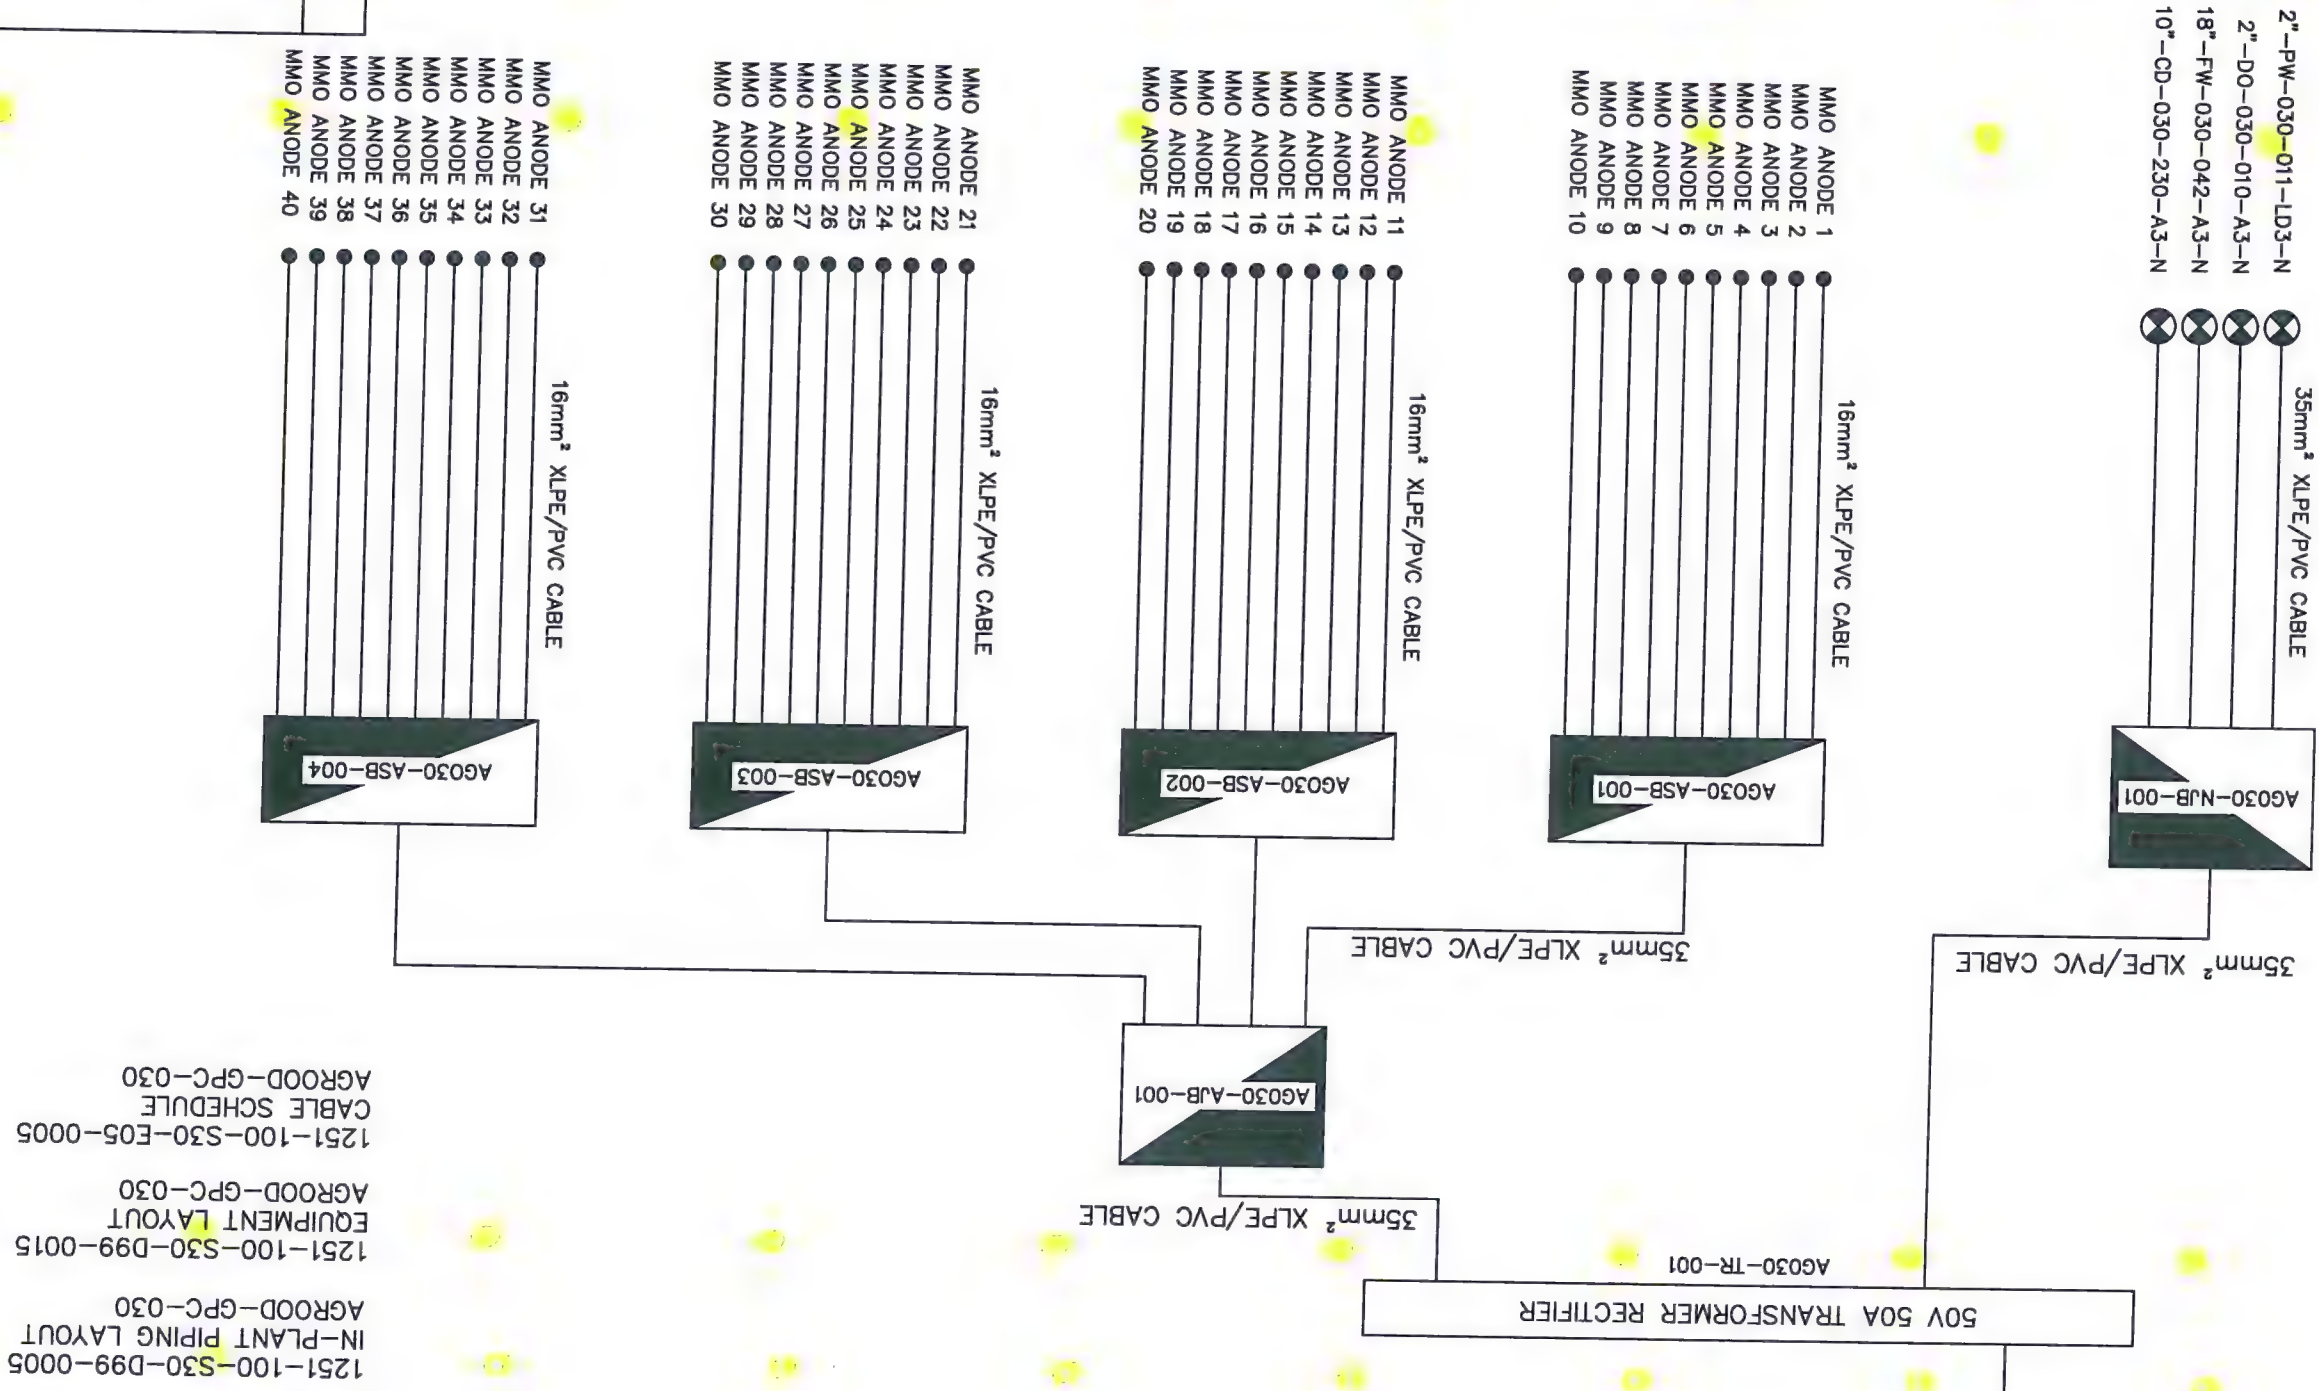 50V 50A TRANSFORMER RECTIFIER
AG030-TR-001
35mm² XLPE/PVC CABLE
AG030-AJB-001
35mm² XLPE/PVC CABLE
35mm² XLPE/PVC CABLE
AG030-NJB-001
35mm² XLPE/PVC CABLE
2"-PW-030-011-LD3-N
2"-DO-030-010-A3-N
18"-FW-030-042-A3-N
10"-CD-030-230-A3-N
AG030-ASB-001
16mm² XLPE/PVC CABLE
MMO ANODE 1
MMO ANODE 2
MMO ANODE 3
MMO ANODE 4
MMO ANODE 5
MMO ANODE 6
MMO ANODE 7
MMO ANODE 8
MMO ANODE 9
MMO ANODE 10
AG030-ASB-002
16mm² XLPE/PVC CABLE
MMO ANODE 11
MMO ANODE 12
MMO ANODE 13
MMO ANODE 14
MMO ANODE 15
MMO ANODE 16
MMO ANODE 17
MMO ANODE 18
MMO ANODE 19
MMO ANODE 20
AG030-ASB-003
16mm² XLPE/PVC CABLE
MMO ANODE 21
MMO ANODE 22
MMO ANODE 23
MMO ANODE 24
MMO ANODE 25
MMO ANODE 26
MMO ANODE 27
MMO ANODE 28
MMO ANODE 29
MMO ANODE 30
AG030-ASB-004
16mm² XLPE/PVC CABLE
MMO ANODE 31
MMO ANODE 32
MMO ANODE 33
MMO ANODE 34
MMO ANODE 35
MMO ANODE 36
MMO ANODE 37
MMO ANODE 38
MMO ANODE 39
MMO ANODE 40
1251-100-S30-D99-0005
IN-PLANT PIPING LAYOUT
AGROOD-GPC-030
1251-100-S30-D99-0015
EQUIPMENT LAYOUT
AGROOD-GPC-030
1251-100-S30-E05-0005
CABLE SCHEDULE
AGROOD-GPC-030